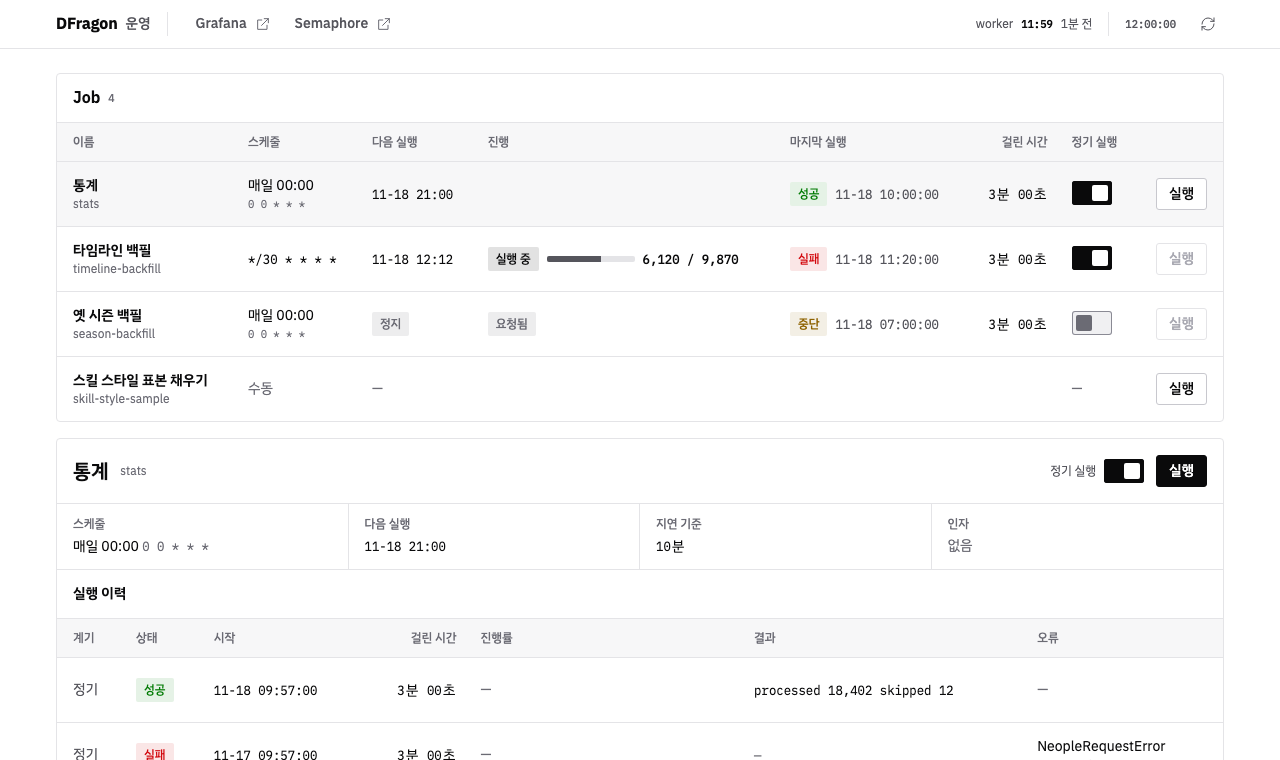 DFragon 운영 Grafana Semaphore worker 11:59 1분 전 12:00:00
Job 4
이름 스케줄 다음 실행 진행 마지막 실행 걸린 시간 정기 실행
통계 매일 00:00 11-18 21:00 성공 11-18 10:00:00 3분 00초 실행
stats 0 0 * * *
타임라인 백필 */30 * * * * 11-18 12:12 실행 중 6,120 / 9,870 실패 11-18 11:20:00 3분 00초 실행
timeline-backfill
옛 시즌 백필 매일 00:00 정지 요청됨 중단 11-18 07:00:00 3분 00초 실행
season-backfill 0 0 * * *
스킬 스타일 표본 채우기 수동 — — 실행
skill-style-sample
통계 stats 정기 실행 실행
스케줄 다음 실행 지연 기준 인자
매일 00:00 0 0 * * * 11-18 21:00 10분 없음
실행 이력
계기 상태 시작 걸린 시간 진행률 결과 오류
정기 성공 11-18 09:57:00 3분 00초 — processed 18,402 skipped 12 —
정기 실패 11-17 09:57:00 3분 00초 — — NeopleRequestError